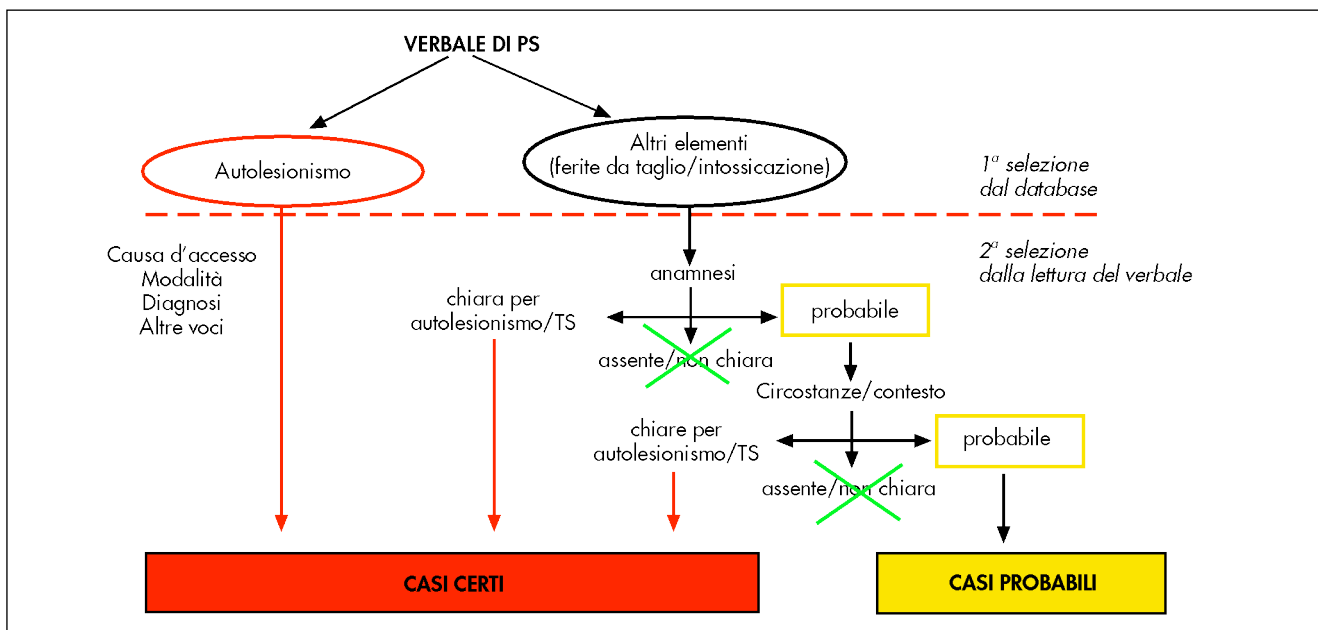 VERBALE DI PS
Autolesionismo
Altri elementi
(ferite da taglio/intossicazione)
1ª selezione
dal database
Causa d'accesso
Modalità
Diagnosi
Altre voci
2ª selezione
dalla lettura del verbale
anamnesi
chiara per
autolesionismo/TS
probabile
assente/non chiara
Circostanze/contesto
chiare per
autolesionismo/TS
probabile
assente/non chiara
CASI CERTI
CASI PROBABILI